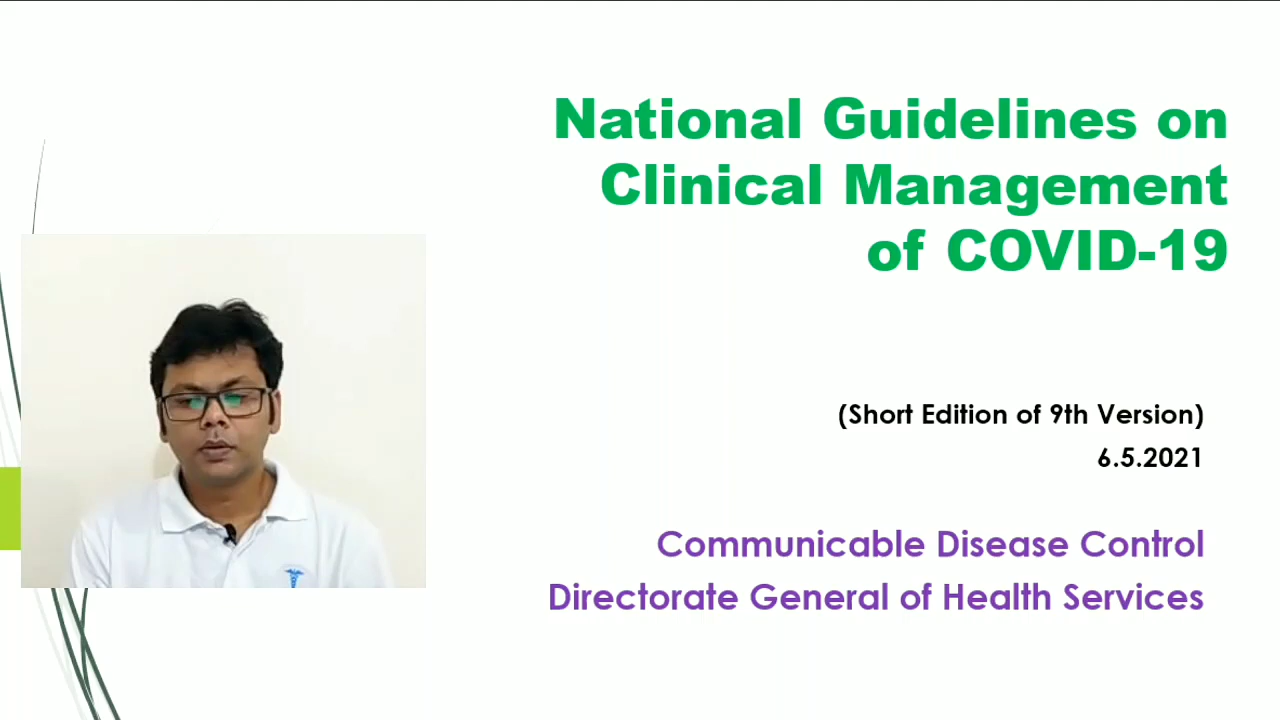 National Guidelines on
Clinical Management
of COVID-19
(Short Edition of 9th Version)
6.5.2021
Communicable Disease Control
Directorate General of Health Services